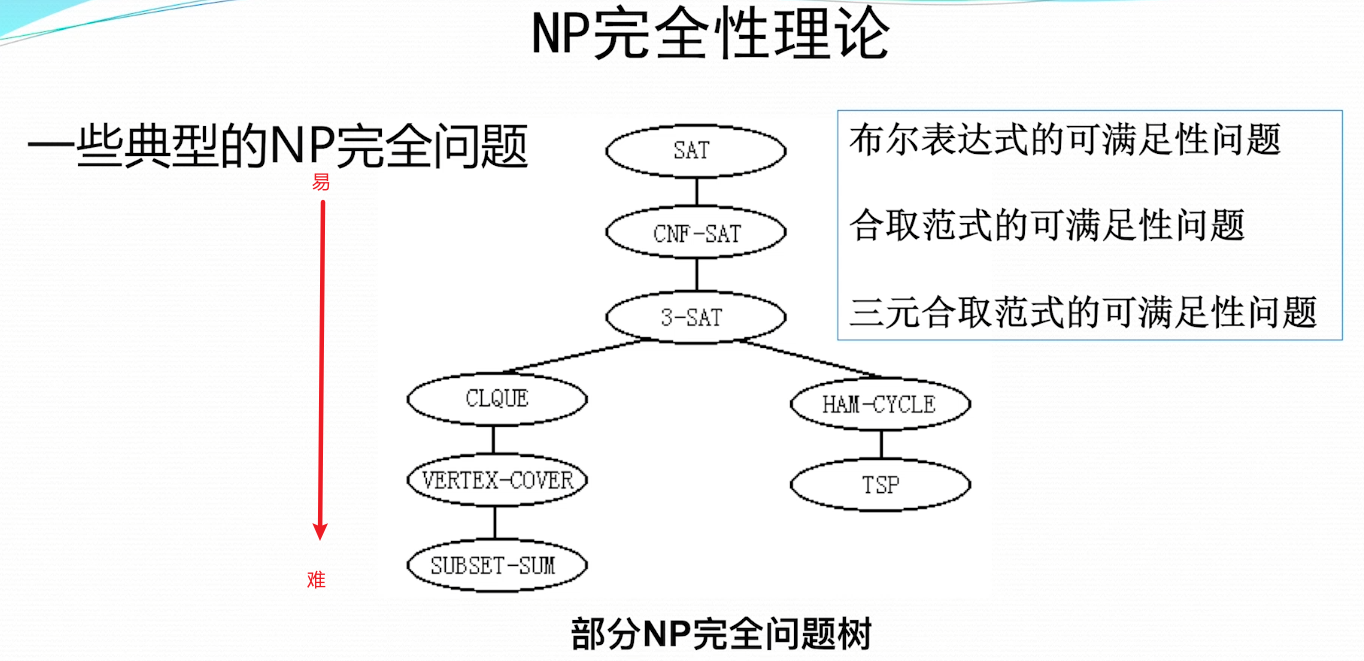 NP完全性理论
一些典型的NP完全问题
易
难
SAT
CNF-SAT
3-SAT
CLQUE
HAM-CYCLE
VERTEX-COVER
TSP
SUBSET-SUM
布尔表达式的可满足性问题
合取范式的可满足性问题
三元合取范式的可满足性问题
部分NP完全问题树